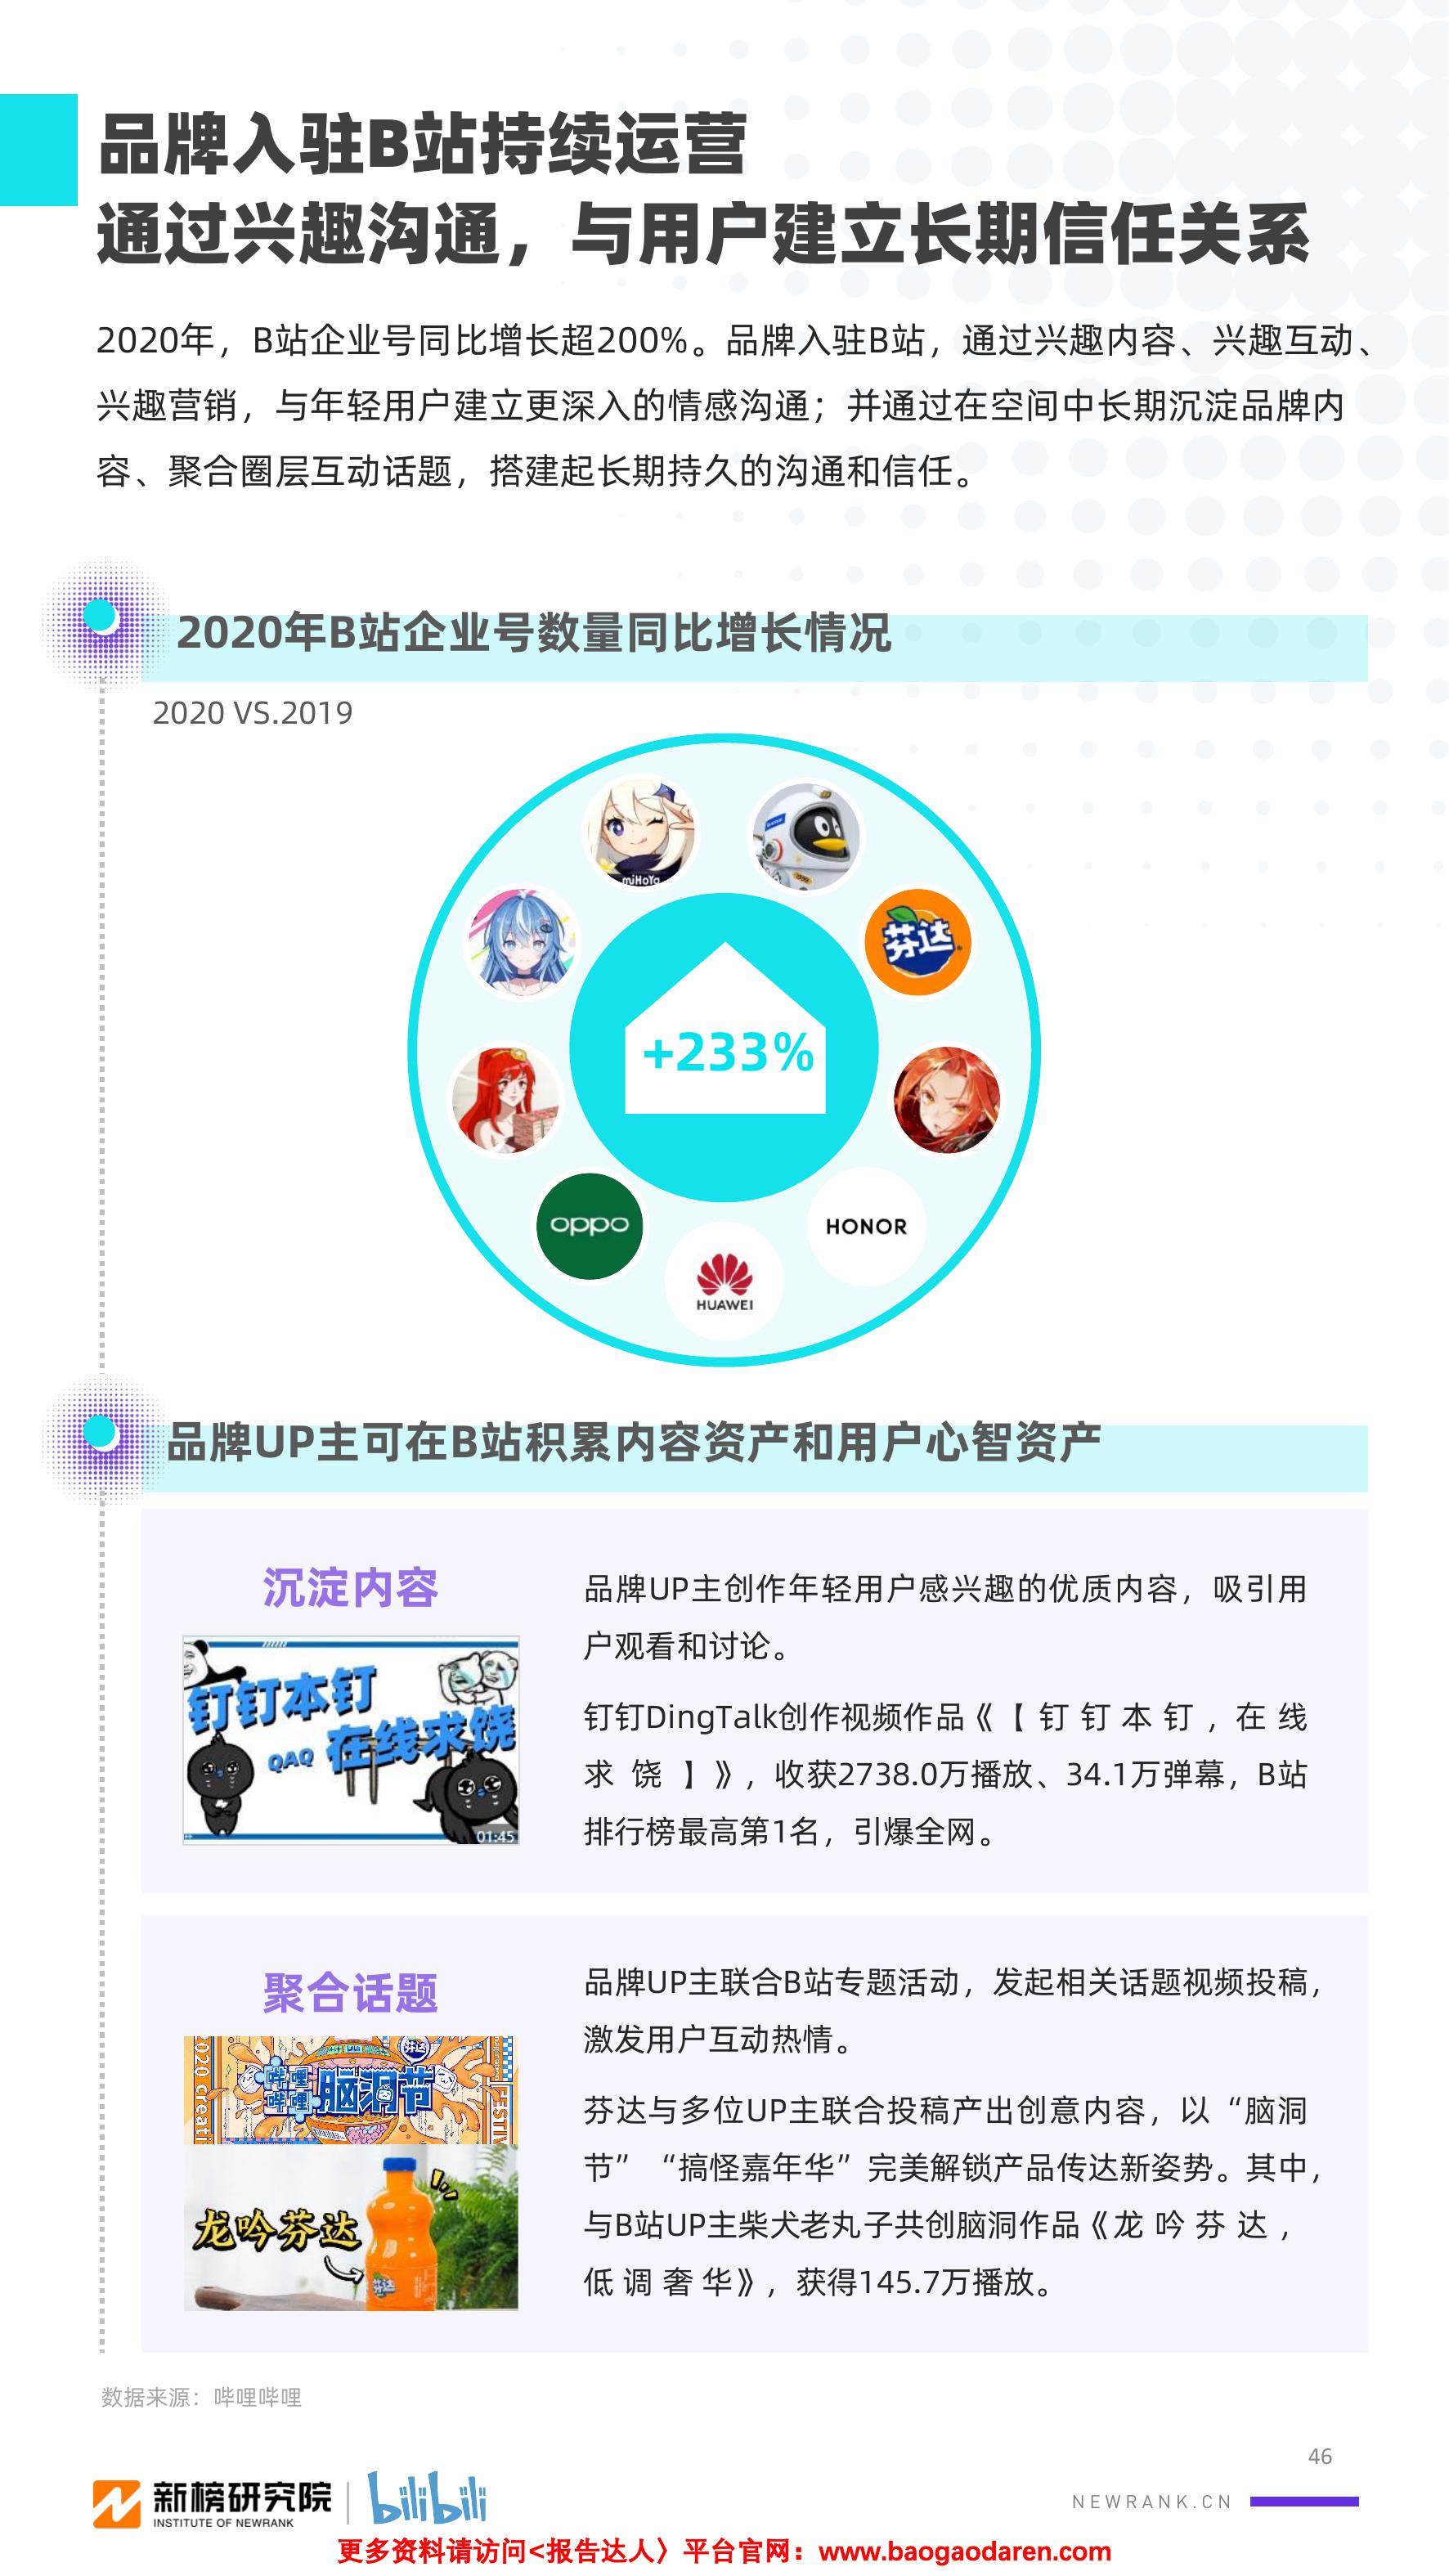 品牌入驻B站持续运营
通过兴趣沟通，与用户建立长期信任关系
2020年，B站企业号同比增长超200%。品牌入驻B站，通过兴趣内容、兴趣互动、
兴趣营销，与年轻用户建立更深入的情感沟通；并通过在空间中长期沉淀品牌内
容、聚合圈层互动话题，搭建起长期持久的沟通和信任。
2020年B站企业号数量同比增长情况
2020 VS.2019
miHoYo
芬达
+233%
oppo
HONOR
HUAWEI
品牌UP主可在B站积累内容资产和用户心智资产
沉淀内容
钉钉本钉
QAQ 在线求饶
01:45
品牌UP主创作年轻用户感兴趣的优质内容，吸引用
户观看和讨论。
钉钉DingTalk创作视频作品《【 钉 钉 本 钉 ，在 线
求 饶 】》，收获2738.0万播放、34.1万弹幕，B站
排行榜最高第1名，引爆全网。
聚合话题
芬达
哔哩
哔哩
脑洞节
龙吟芬达
芬达
品牌UP主联合B站专题活动，发起相关话题视频投稿，
激发用户互动热情。
芬达与多位UP主联合投稿产出创意内容，以“脑洞
节”“搞怪嘉年华”完美解锁产品传达新姿势。其中，
与B站UP主柴犬老丸子共创脑洞作品《龙 吟 芬 达 ，
低 调 奢 华》，获得145.7万播放。
数据来源：哔哩哔哩
46
新榜研究院
INSTITUTE OF NEWRANK
bilibili
NEWRANK.CN
更多资料请访问<报告达人〉平台官网：www.baogaodaren.com